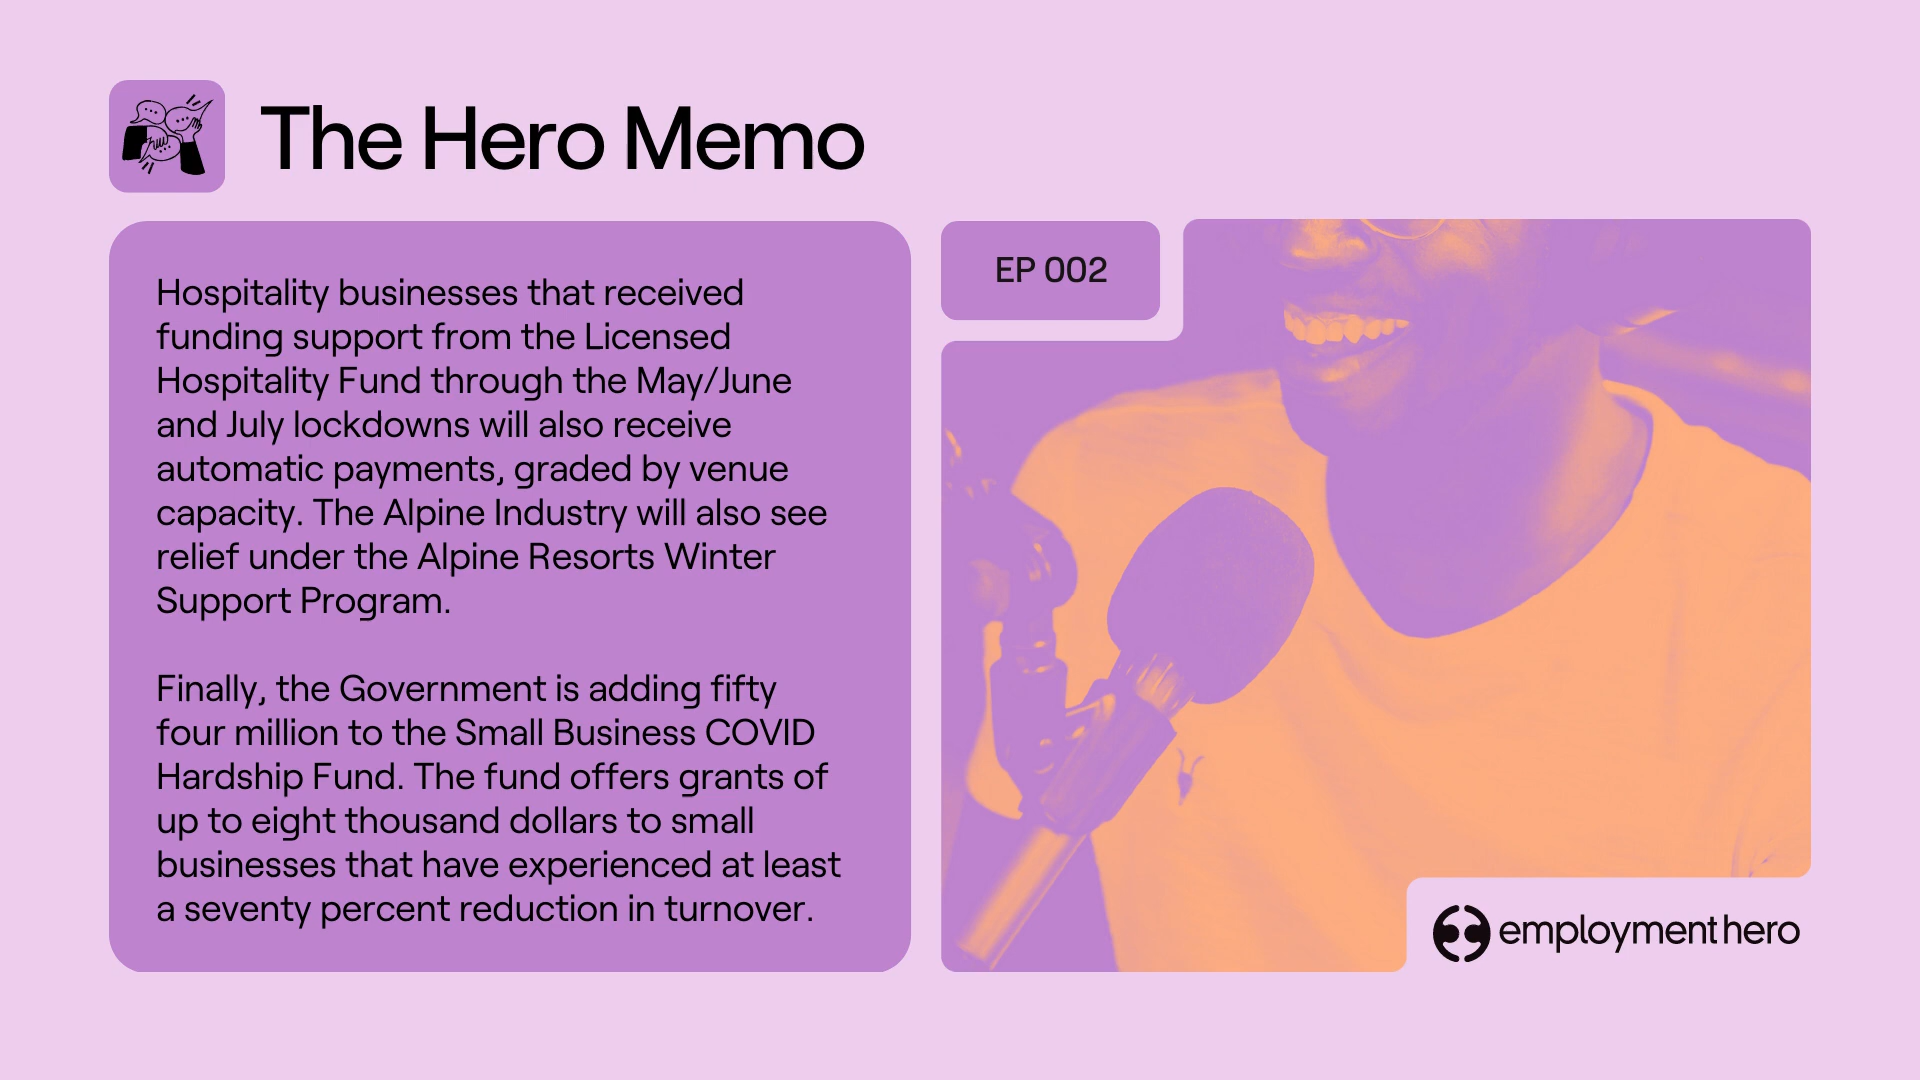 The Hero Memo
Hospitality businesses that received
funding support from the Licensed
Hospitality Fund through the May/June
and July lockdowns will also receive
automatic payments, graded by venue
capacity. The Alpine Industry will also see
relief under the Alpine Resorts Winter
Support Program.
Finally, the Government is adding fifty
four million to the Small Business COVID
Hardship Fund. The fund offers grants of
up to eight thousand dollars to small
businesses that have experienced at least
a seventy percent reduction in turnover.
EP 002
employment hero